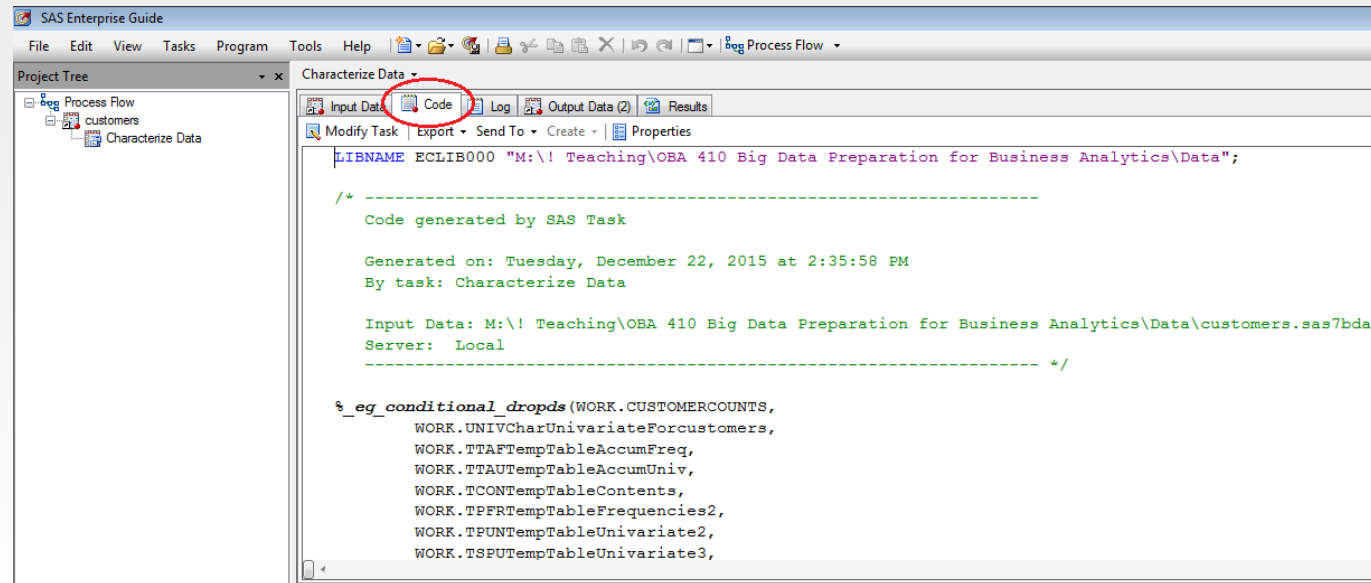 SAS Enterprise Guide
File Edit View Tasks Program Tools Help Process Flow
Project Tree
Process Flow
customers
Characterize Data
Characterize Data
Input Data Code Log Output Data (2) Results
Modify Task Export Send To Create Properties
LIBNAME ECLIB000 "M:\! Teaching\OBA 410 Big Data Preparation for Business Analytics\Data";
/* -------------------------------------------------------------------
Code generated by SAS Task
Generated on: Tuesday, December 22, 2015 at 2:35:58 PM
By task: Characterize Data
Input Data: M:\! Teaching\OBA 410 Big Data Preparation for Business Analytics\Data\customers.sas7bda
Server: Local
------------------------------------------------------------------- */
%_eg_conditional_dropds(WORK.CUSTOMERCOUNTS,
WORK.UNIVCharUnivariateForcustomers,
WORK.TTAFTempTableAccumFreq,
WORK.TTAUTempTableAccumUniv,
WORK.TCONTempTableContents,
WORK.TPFRTempTableFrequencies2,
WORK.TPUNTempTableUnivariate2,
WORK.TSPUTempTableUnivariate3,